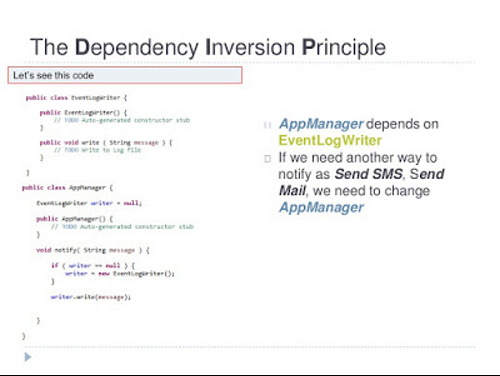 The Dependency Inversion Principle
Let's see this code
public class EventLogWriter {
public EventLogWriter() {
// TODO Auto-generated constructor stub
}
public void write ( String message ) {
// TODO Write to Log file
}
}
public class AppManager {
EventLogWriter writer = null;
public AppManager() {
// TODO Auto-generated constructor stub
}
void notify( String message ) {
if ( writer == null ) {
writer = new EventLogWriter();
}
writer.write(message);
}
}
AppManager depends on
EventLogWriter
If we need another way to
notify as Send SMS, Send
Mail, we need to change
AppManager